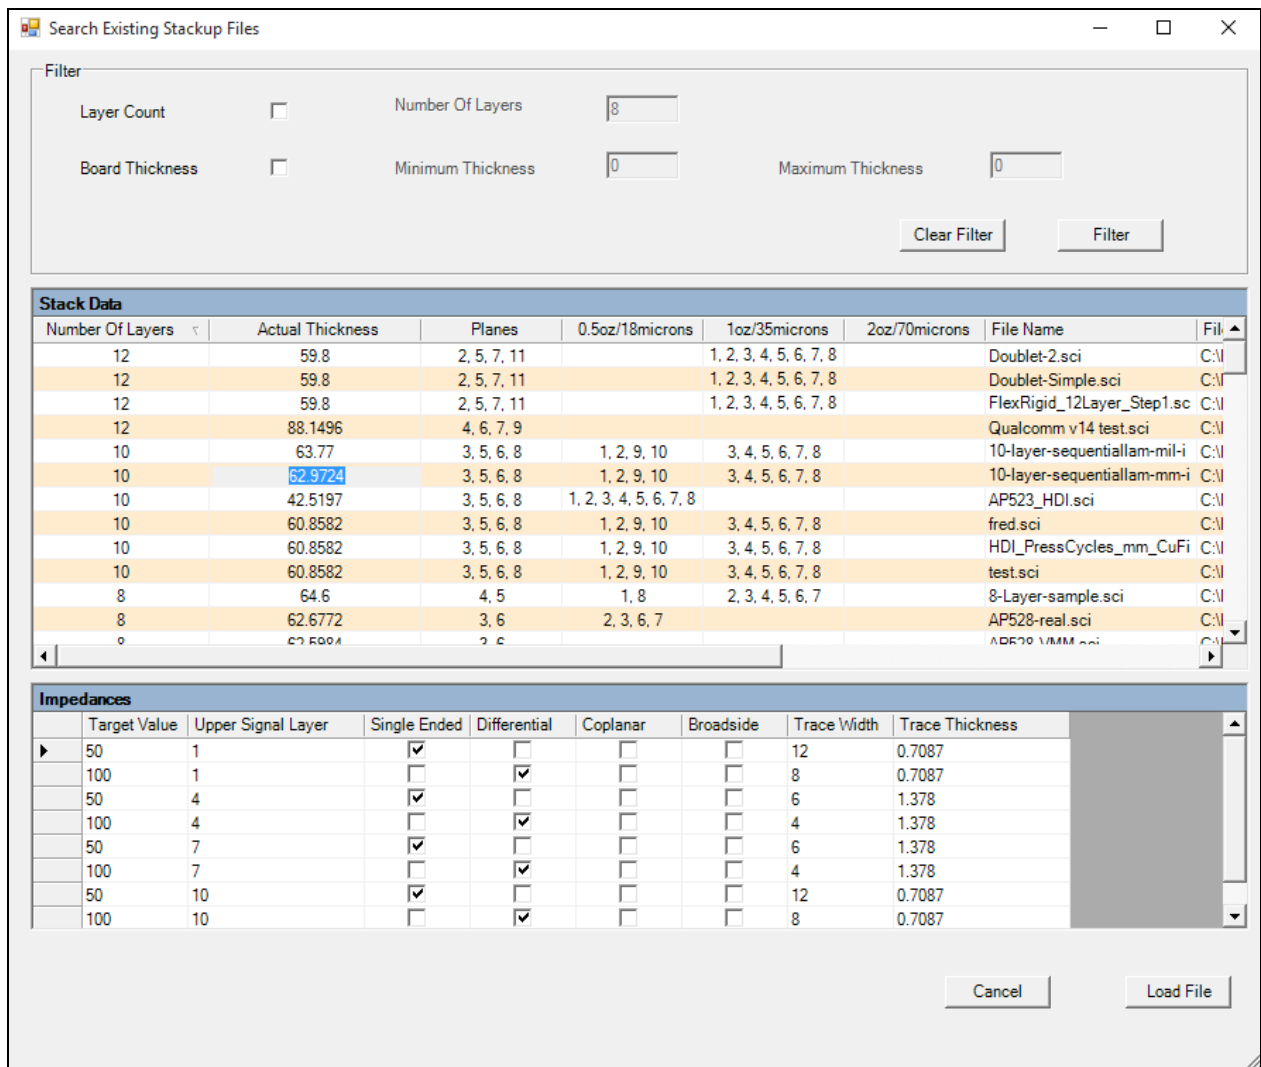 Search Existing Stackup Files
Filter
Layer Count Number Of Layers 8
Board Thickness Minimum Thickness 0 Maximum Thickness 0
Clear Filter Filter
Stack Data
Number Of Layers Actual Thickness Planes 0.5oz/18microns 1oz/35microns 2oz/70microns File Name Fil
12 59.8 2, 5, 7, 11 1, 2, 3, 4, 5, 6, 7, 8 Doublet-2.sci C:\
12 59.8 2, 5, 7, 11 1, 2, 3, 4, 5, 6, 7, 8 Doublet-Simple.sci C:\
12 59.8 2, 5, 7, 11 1, 2, 3, 4, 5, 6, 7, 8 FlexRigid_12Layer_Step1.sc C:\
12 88.1496 4, 6, 7, 9 Qualcomm v14 test.sci C:\
10 63.77 3, 5, 6, 8 1, 2, 9, 10 3, 4, 5, 6, 7, 8 10-layer-sequentiallam-mil-i C:\
10 62.9724 3, 5, 6, 8 1, 2, 9, 10 3, 4, 5, 6, 7, 8 10-layer-sequentiallam-mm-i C:\
10 42.5197 3, 5, 6, 8 1, 2, 3, 4, 5, 6, 7, 8 AP523_HDI.sci C:\
10 60.8582 3, 5, 6, 8 1, 2, 9, 10 3, 4, 5, 6, 7, 8 fred.sci C:\
10 60.8582 3, 5, 6, 8 1, 2, 9, 10 3, 4, 5, 6, 7, 8 HDI_PressCycles_mm_CuFi C:\
10 60.8582 3, 5, 6, 8 1, 2, 9, 10 3, 4, 5, 6, 7, 8 test.sci C:\
8 64.6 4, 5 1, 8 2, 3, 4, 5, 6, 7 8-Layer-sample.sci C:\
8 62.6772 3, 6 2, 3, 6, 7 AP528-real.sci C:\
8 62.5984 3, 6 AP528-VMM.sci C:\
Impedances
Target Value Upper Signal Layer Single Ended Differential Coplanar Broadside Trace Width Trace Thickness
50 1 12 0.7087
100 1 8 0.7087
50 4 6 1.378
100 4 4 1.378
50 7 6 1.378
100 7 4 1.378
50 10 12 0.7087
100 10 8 0.7087
Cancel Load File